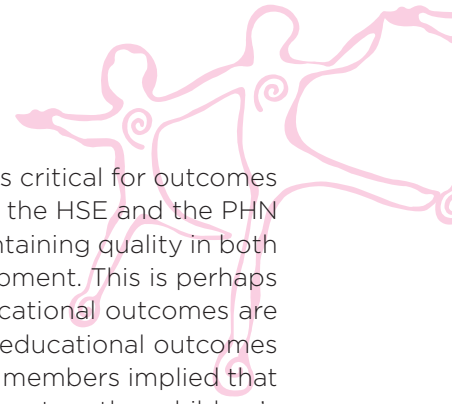 s critical for outcomes
the HSE and the PHN
ntaining quality in both
pment. This is perhaps
cational outcomes are
educational outcomes
members implied that